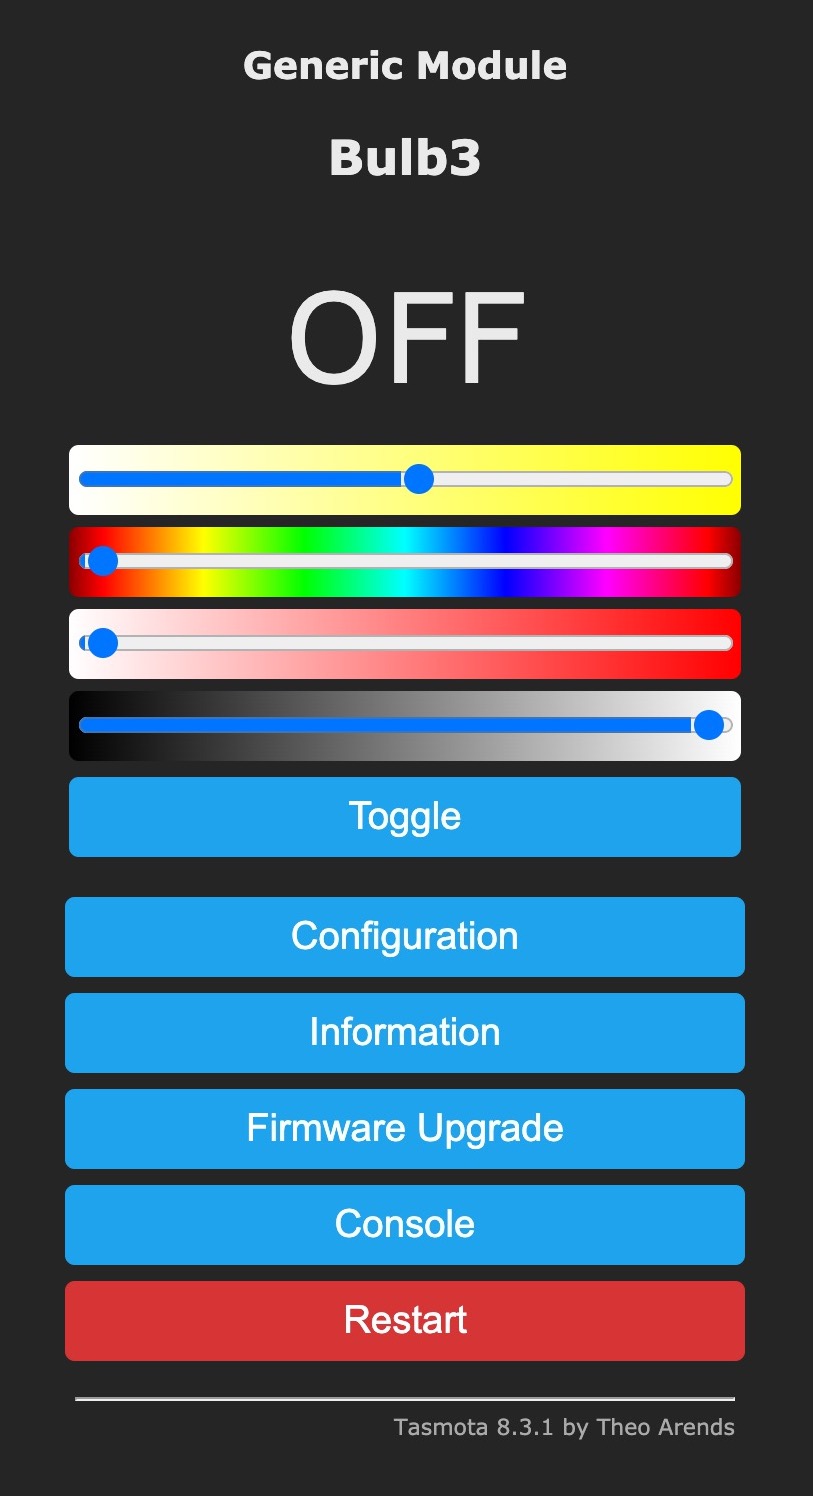 Generic Module
Bulb3
OFF
Toggle
Configuration
Information
Firmware Upgrade
Console
Restart
Tasmota 8.3.1 by Theo Arends